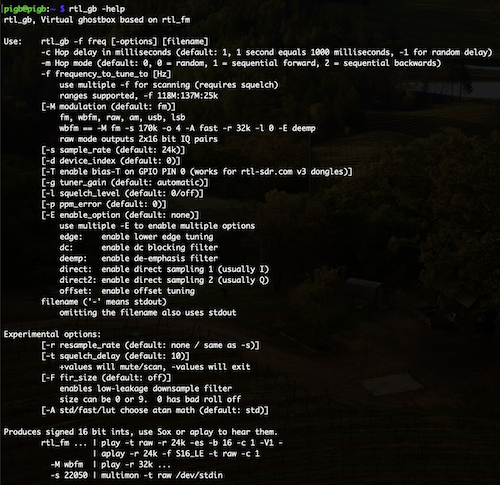 pigb@pigb:~ $ rtl_gb -help
rtl_gb, Virtual ghostbox based on rtl_fm

Use:    rtl_gb -f freq [-options] [filename]
        -c Hop delay in milliseconds (default: 1, 1 second equals 1000 milliseconds, -1 for random delay)
        -m Hop mode (default: 0, 0 = random, 1 = sequential forward, 2 = sequential backwards)
        -f frequency_to_tune_to [Hz]
            use multiple -f for scanning (requires squelch)
            ranges supported, -f 118M:137M:25k
        [-M modulation (default: fm)]
            fm, wbfm, raw, am, usb, lsb
            wbfm == -M fm -s 170k -o 4 -A fast -r 32k -l 0 -E deemp
            raw mode outputs 2x16 bit IQ pairs
        [-s sample_rate (default: 24k)]
        [-d device_index (default: 0)]
        [-T enable bias-T on GPIO PIN 0 (works for rtl-sdr.com v3 dongles)]
        [-g tuner_gain (default: automatic)]
        [-l squelch_level (default: 0/off)]
        [-p ppm_error (default: 0)]
        [-E enable_option (default: none)]
            use multiple -E to enable multiple options
            edge:   enable lower edge tuning
            dc:     enable dc blocking filter
            deemp:  enable de-emphasis filter
            direct: enable direct sampling 1 (usually I)
            direct2: enable direct sampling 2 (usually Q)
            offset: enable offset tuning
        filename ('-' means stdout)
            omitting the filename also uses stdout

Experimental options:
        [-r resample_rate (default: none / same as -s)]
        [-t squelch_delay (default: 10)]
            +values will mute/scan, -values will exit
        [-F fir_size (default: off)]
            enables low-leakage downsample filter
            size can be 0 or 9.  0 has bad roll off
        [-A std/fast/lut choose atan math (default: std)]

Produces signed 16 bit ints, use Sox or aplay to hear them.
        rtl_fm ... | play -t raw -r 24k -es -b 16 -c 1 -V1 -
                   | aplay -r 24k -f S16_LE -t raw -c 1
          -M wbfm  | play -r 32k ...
          -s 22050 | multimon -t raw /dev/stdin